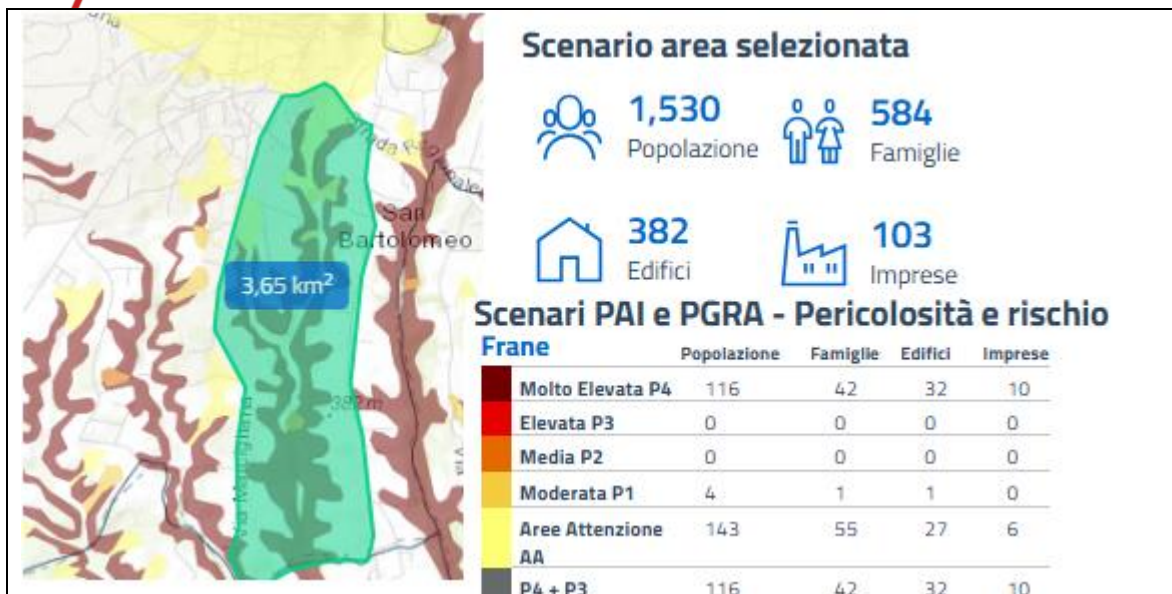 Scenario area selezionata
1,530
Popolazione
584
Famiglie
382
Edifici
103
Imprese
San
Bartolomeo
3,65 km²
382 m
Scenari PAI e PGRA - Pericolosità e rischio
Frane Popolazione Famiglie Edifici Imprese
Molto Elevata P4 116 42 32 10
Elevata P3 0 0 0 0
Media P2 0 0 0 0
Moderata P1 4 1 1 0
Aree Attenzione AA 143 55 27 6
P4 + P3 116 42 32 10